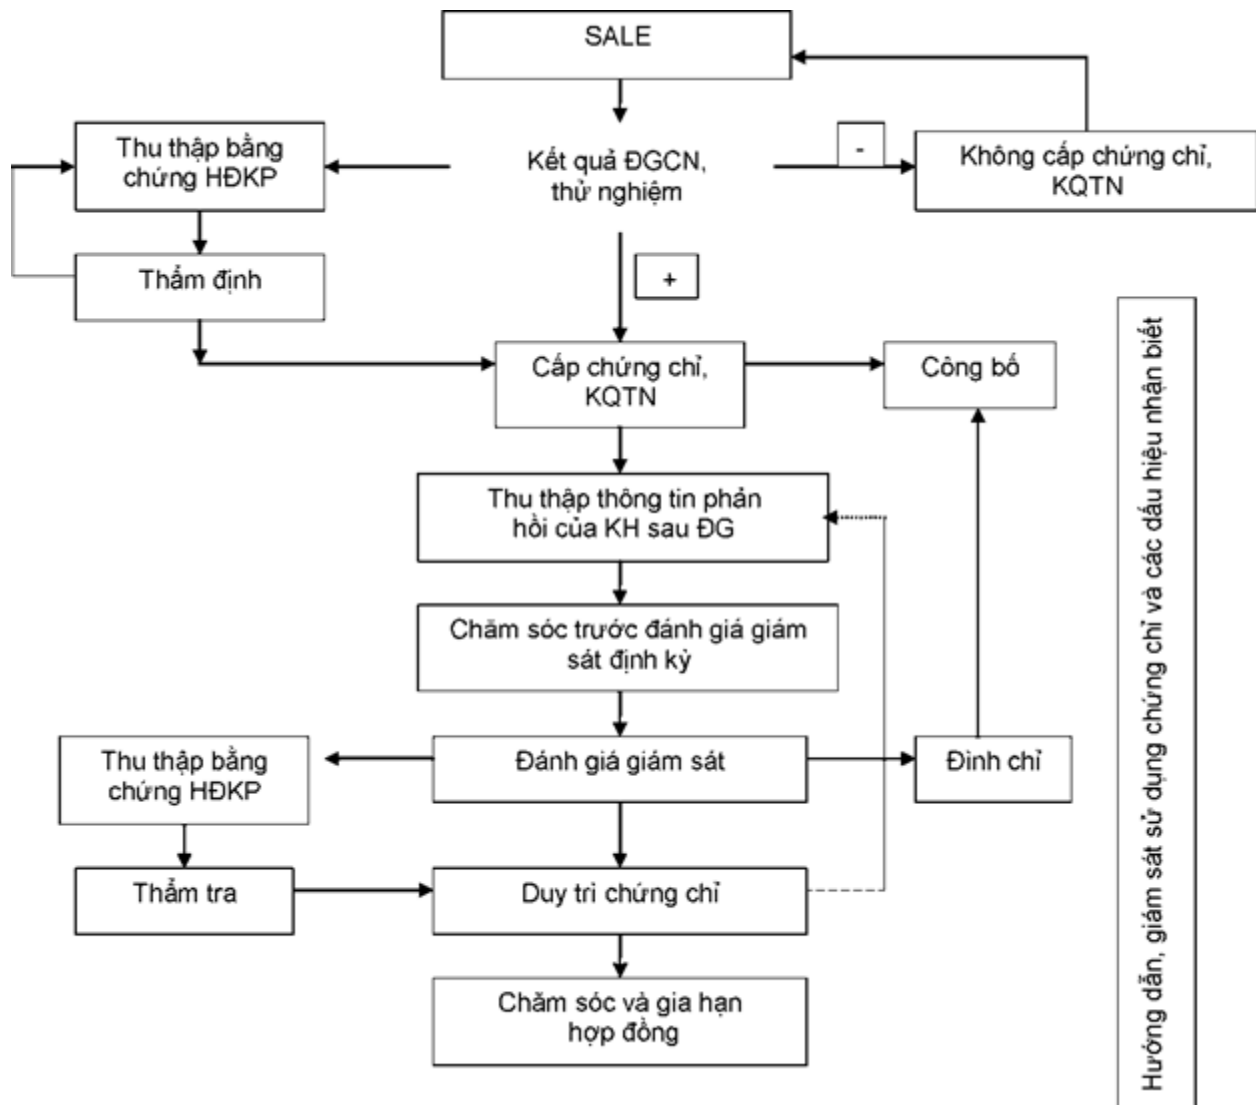 SALE
Thu thập bằng
chứng HĐKP
Kết quả ĐGCN,
thử nghiệm
-
Không cấp chứng chỉ,
KQTN
Thẩm định
+
Cấp chứng chỉ,
KQTN
Công bố
Thu thập thông tin phản
hồi của KH sau ĐG
Chăm sóc trước đánh giá giám
sát định kỳ
Thu thập bằng
chứng HĐKP
Đánh giá giám sát
Đình chỉ
Thẩm tra
Duy trì chứng chỉ
Chăm sóc và gia hạn
hợp đồng
Hướng dẫn, giám sát sử dụng chứng chỉ và các dấu hiệu nhận biết